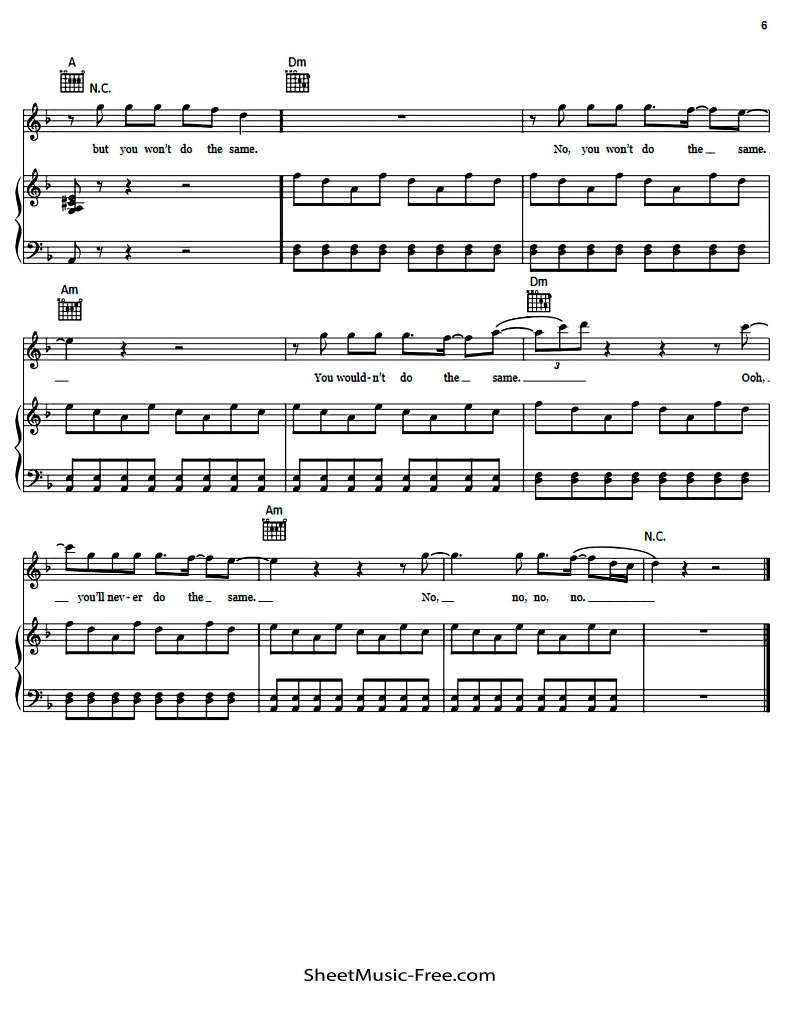 6
A Dm
N.C.
but you won't do the same. No, you won't do the same.
Am Dm
You would-n't do the same. Ooh,
Am N.C.
3
you'll nev-er do the same. No, no, no, no.
SheetMusic-Free.com